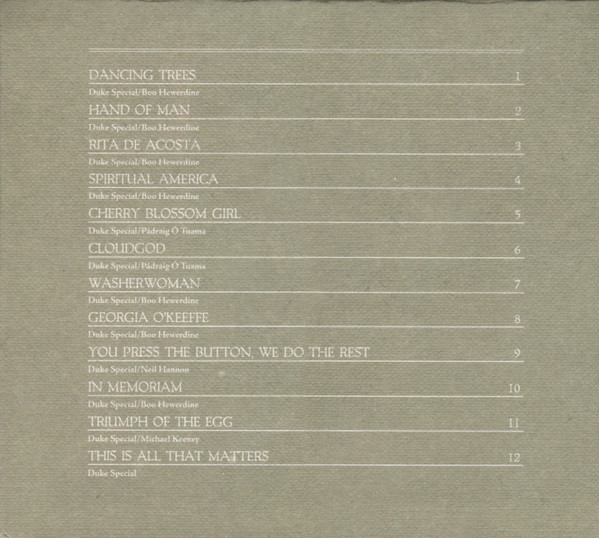 DANCING TREES 1
Duke Special/Boo Hewerdine
HAND OF MAN 2
Duke Special/Boo Hewerdine
RITA DE ACOSTA 3
Duke Special/Boo Hewerdine
SPIRITUAL AMERICA 4
Duke Special/Boo Hewerdine
CHERRY BLOSSOM GIRL 5
Duke Special/Pádraig Ó Tuama
CLOUDGOD 6
Duke Special/Pádraig Ó Tuama
WASHERWOMAN 7
Duke Special/Boo Hewerdine
GEORGIA O'KEEFFE 8
Duke Special/Boo Hewerdine
YOU PRESS THE BUTTON, WE DO THE REST 9
Duke Special/Neil Hannon
IN MEMORIAM 10
Duke Special/Boo Hewerdine
TRIUMPH OF THE EGG 11
Duke Special/Michael Keeney
THIS IS ALL THAT MATTERS 12
Duke Special